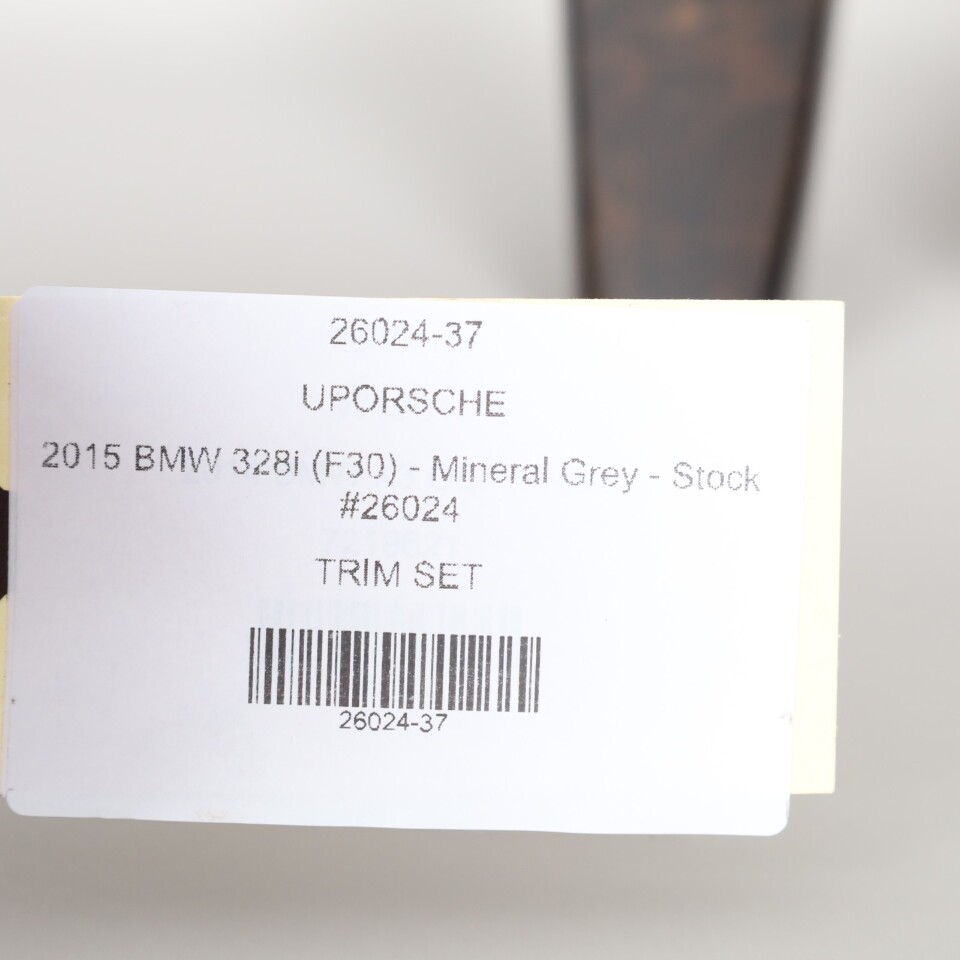 26024-37
UPORSCHE
2015 BMW 328i (F30) - Mineral Grey - Stock
#26024
TRIM SET
26024-37